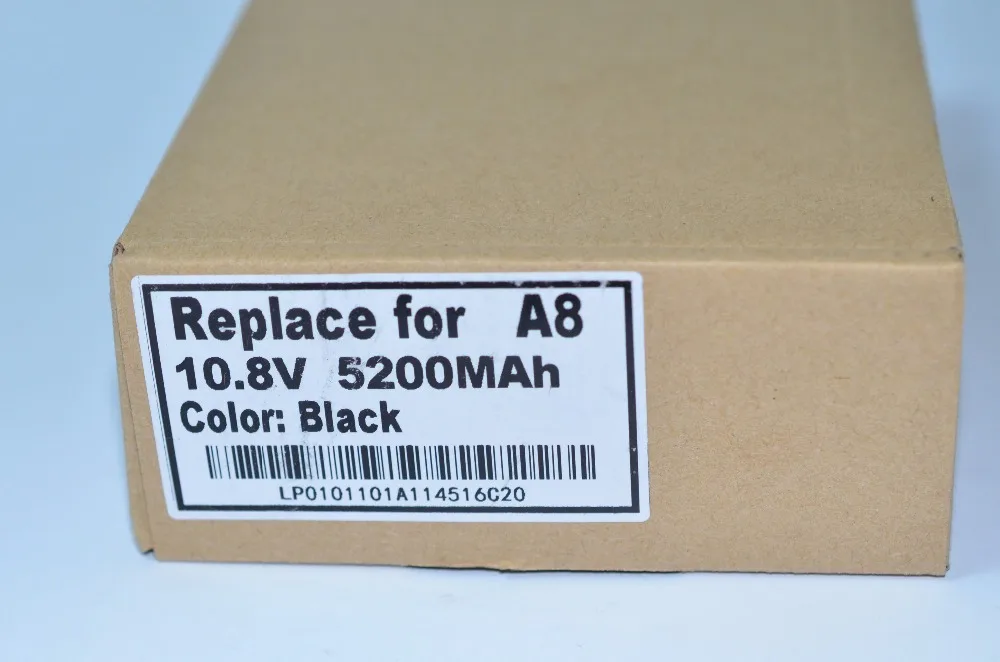 Replace for A8
10.8V 5200MAh
Color: Black
LP0101101A114516C20